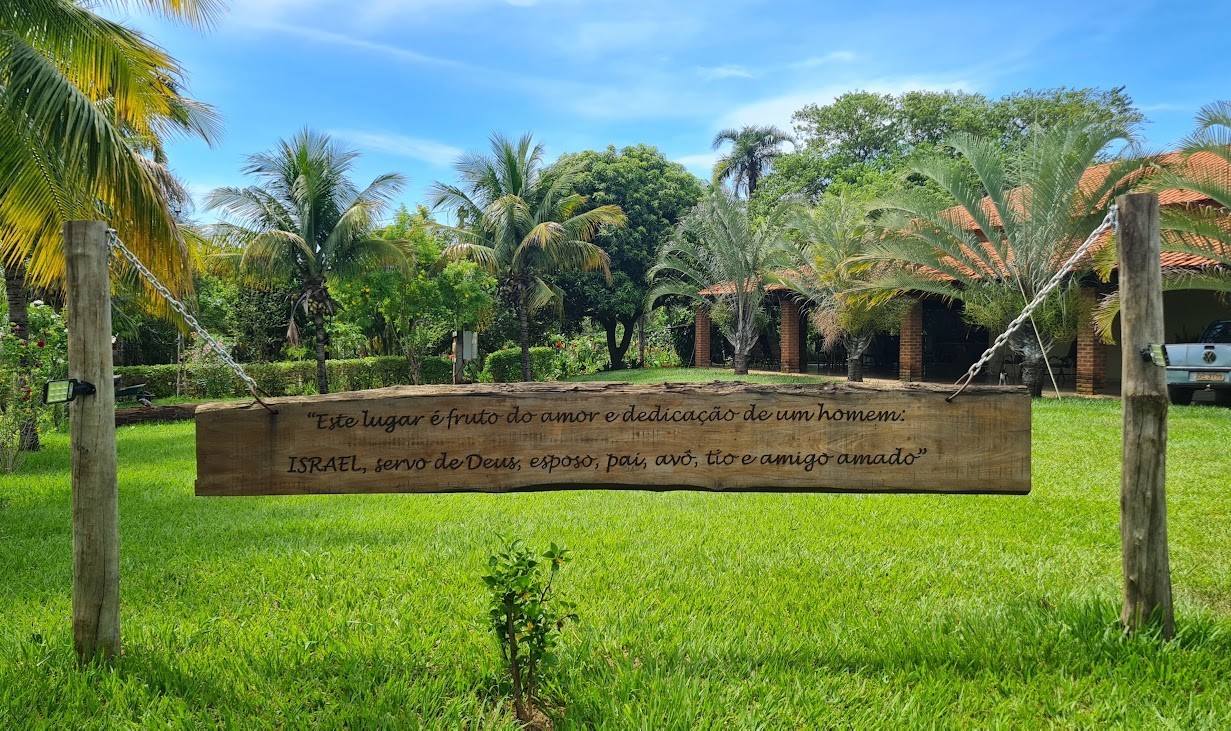 “Este lugar é fruto do amor e dedicação de um homem:
ISRAEL, servo de Deus, esposo, pai, avô, tio e amigo amado”